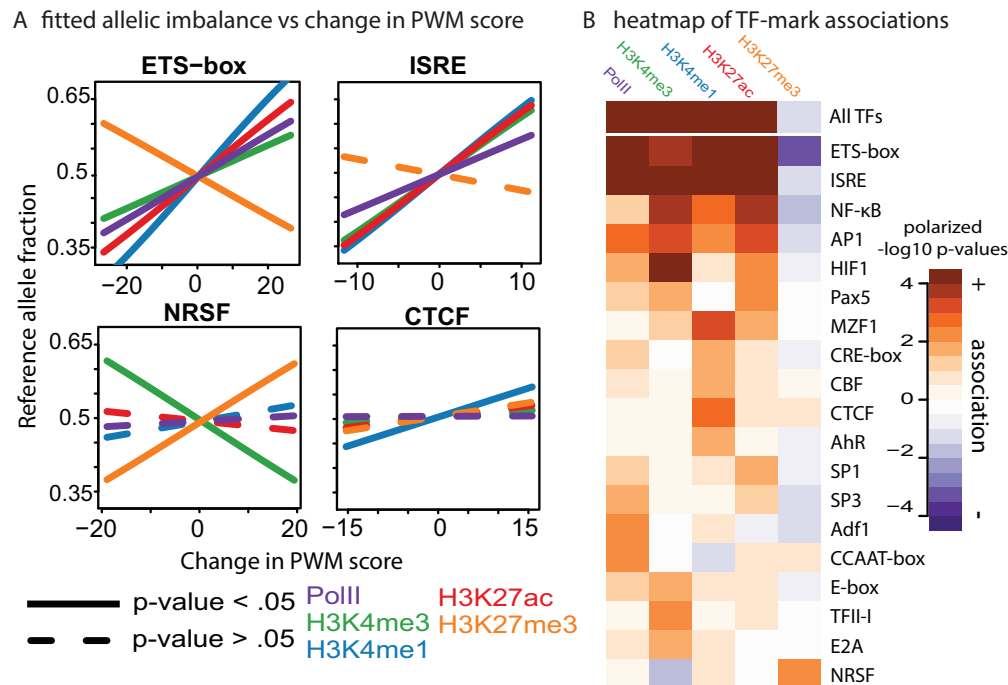 A fitted allelic imbalance vs change in PWM score
ETS-box
ISRE
0.65
0.5
0.35
-20 0 20
-10 0 10
NRSF
CTCF
0.65
0.5
0.35
-20 -10 0 10 20
-15 -5 0 5 15
Reference allele fraction
Change in PWM score
p-value < .05
p-value > .05
PolII
H3K4me3
H3K4me1
H3K27ac
H3K27me3
B heatmap of TF-mark associations
PolII
H3K4me3
H3K4me1
H3K27ac
H3K27me3
All TFs
ETS-box
ISRE
NF-κB
AP1
HIF1
Pax5
MZF1
CRE-box
CBF
CTCF
AhR
SP1
SP3
Adf1
CCAAT-box
E-box
TFII-I
E2A
NRSF
polarized
-log10 p-values
4
2
0
-2
-4
+
association
-